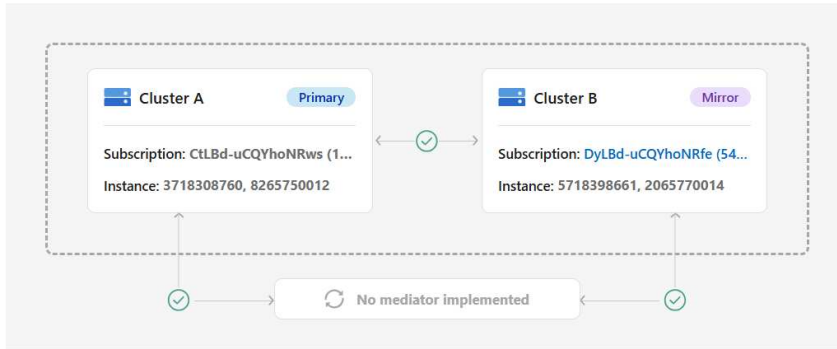 Cluster A
Primary
Subscription: CtLBd-uCQYhoNRws (1...
Instance: 3718308760, 8265750012
Cluster B
Mirror
Subscription: DyLBd-uCQYhoNRfe (54...
Instance: 5718398661, 2065770014
No mediator implemented